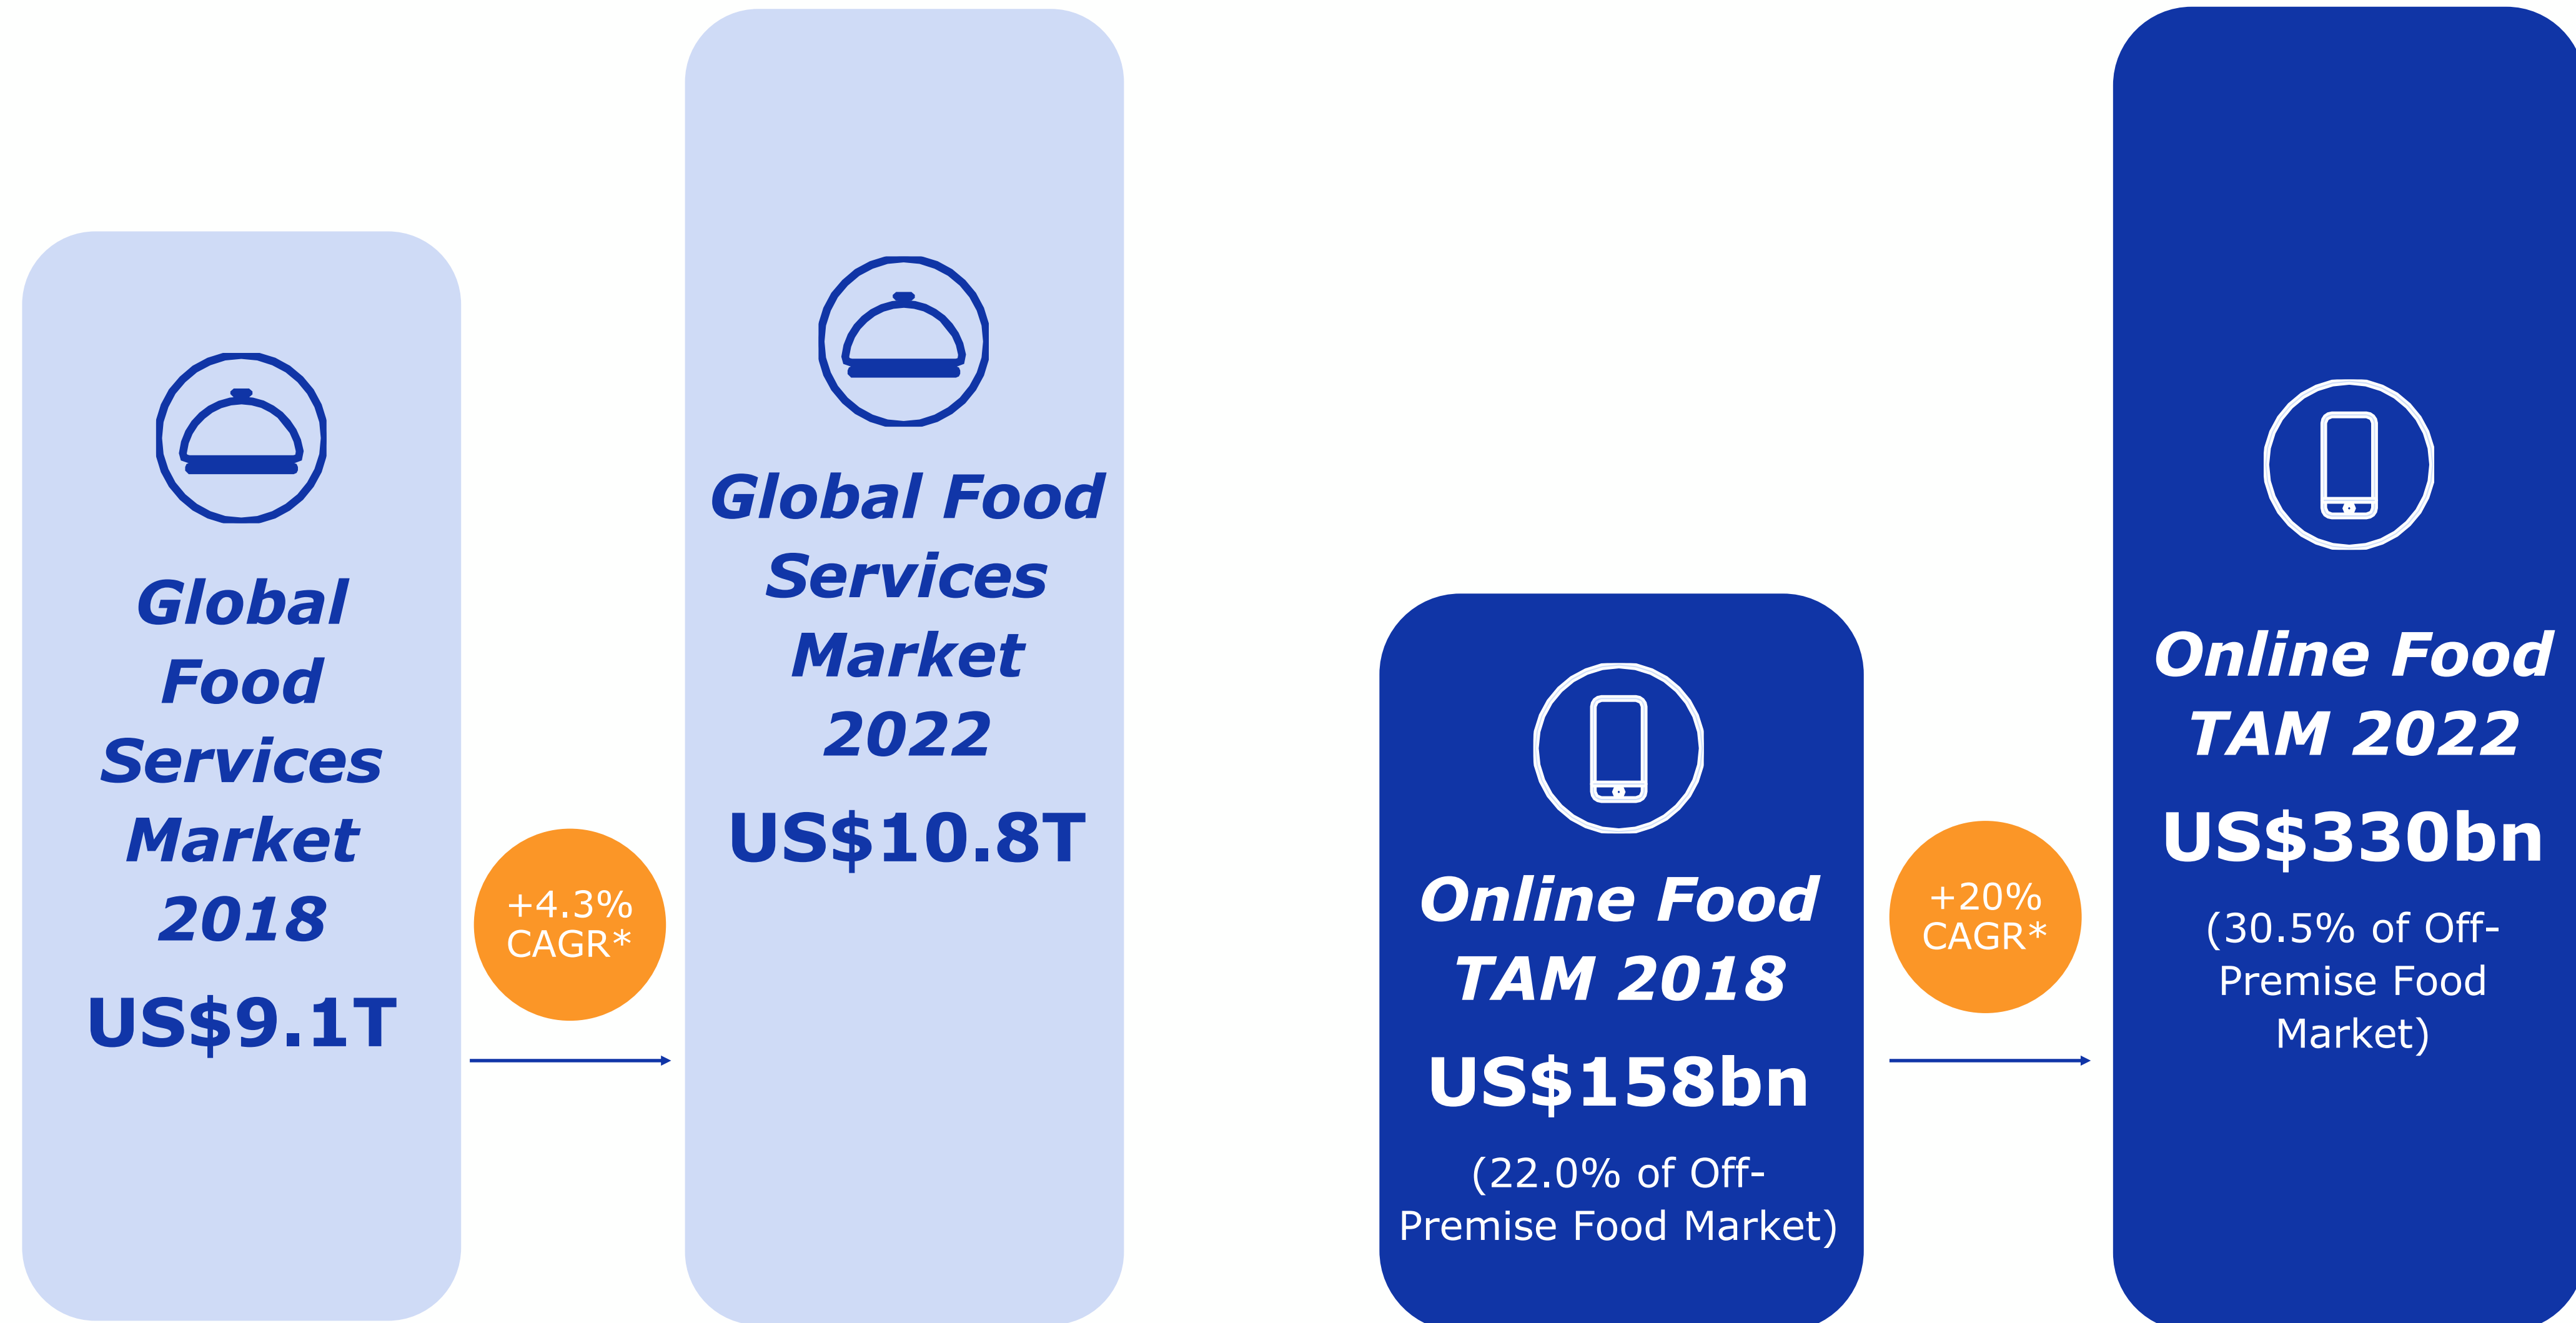 Global
Food
Services
Market
2018
US$9.1T
+4.3%
CAGR*
Global Food
Services
Market
2022
US$10.8T
Online Food
TAM 2018
US$158bn
(22.0% of Off-
Premise Food Market)
+20%
CAGR*
Online Food
TAM 2022
US$330bn
(30.5% of Off-
Premise Food
Market)